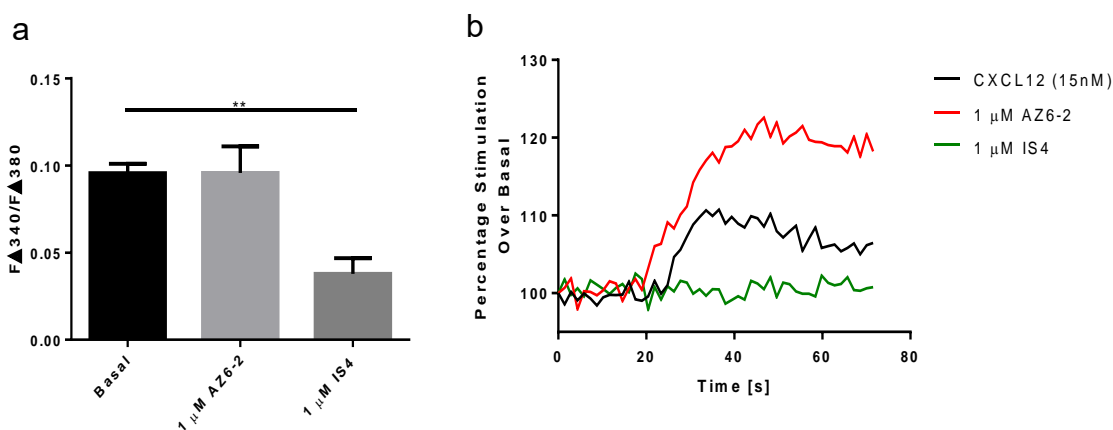 a
0.15
0.10
0.05
0.00
F▲340/F▲380
**
Basal
1 μM AZ6-2
1 μM IS4
b
130
120
110
100
Percentage Stimulation
Over Basal
0
20
40
60
80
Time [s]
CXCL12 (15nM)
1 μM AZ6-2
1 μM IS4